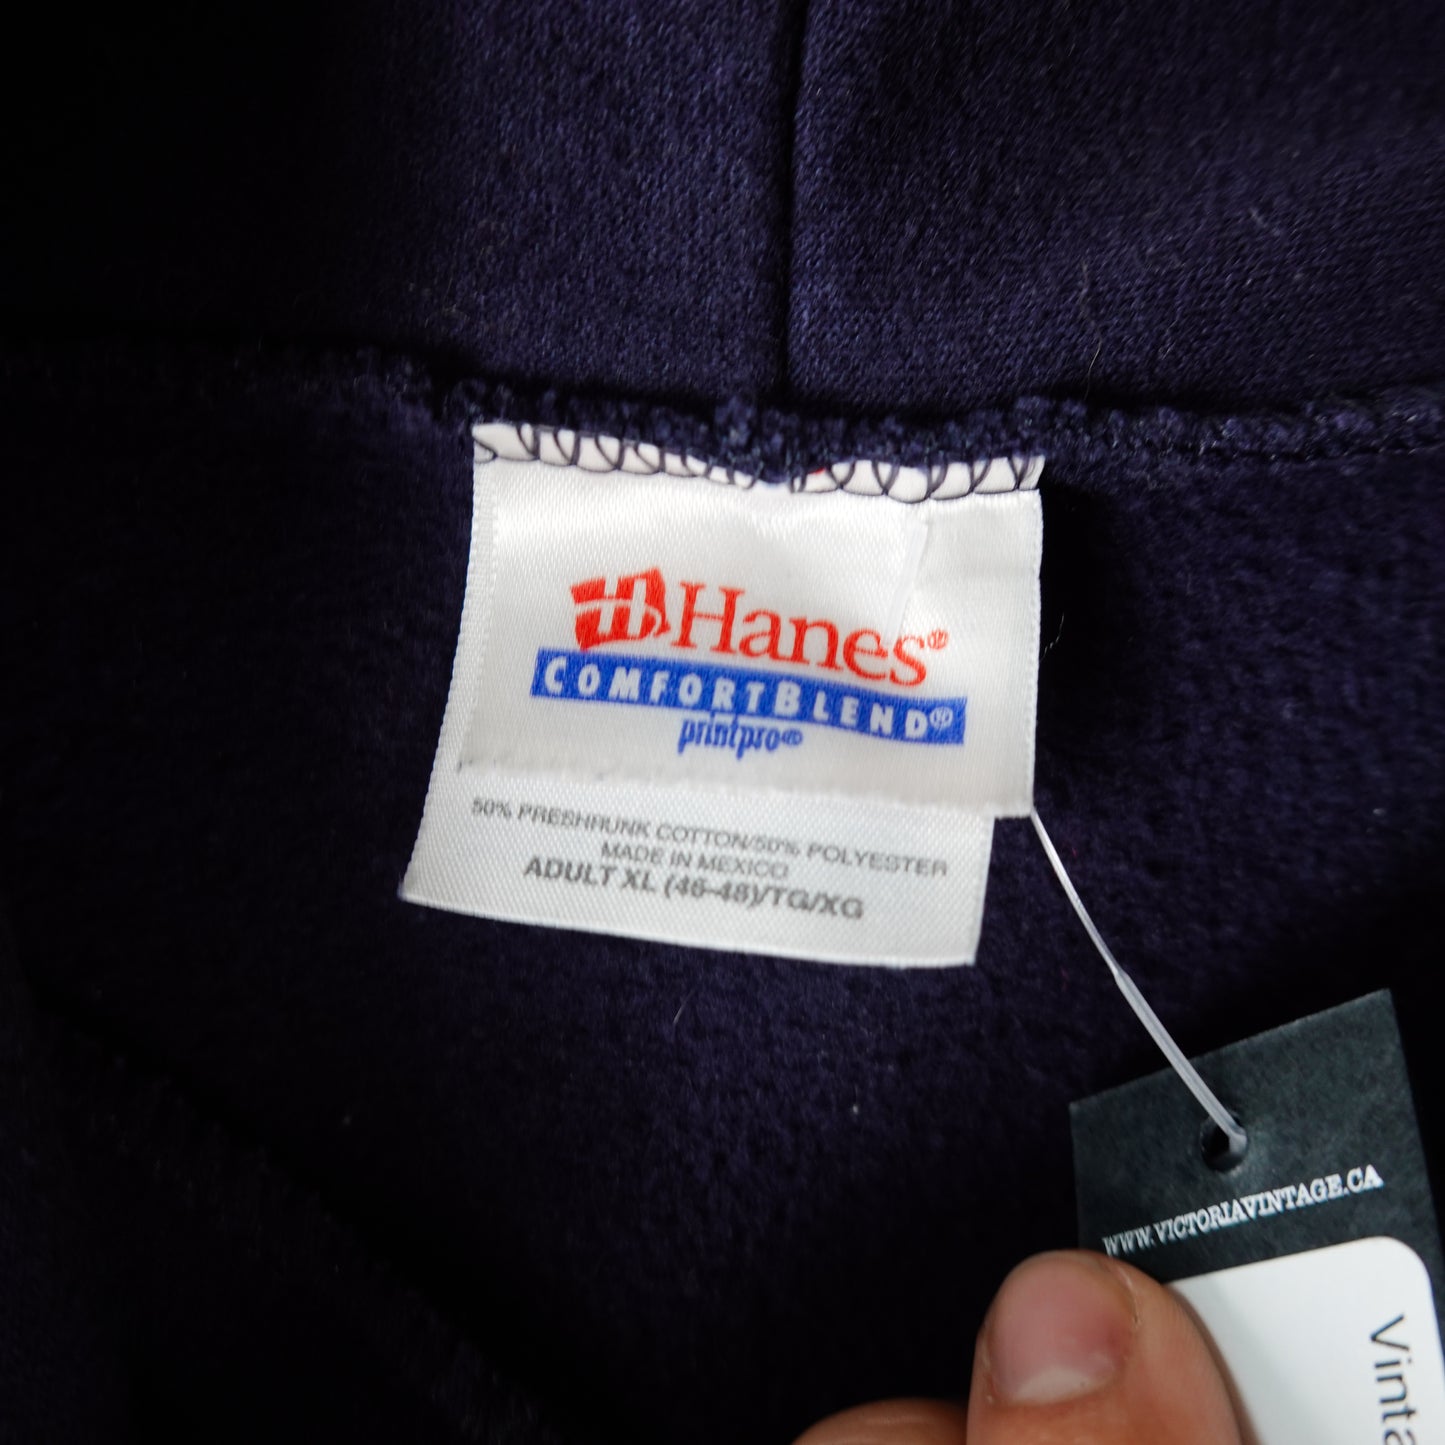 Hanes®
COMFORTBLEND®
printpro®
50% PRESHRUNK COTTON/50% POLYESTER
MADE IN MEXICO
ADULT XL (46-48)/TG/XG
WWW.VICTORIAVINTAGE.CA
Vinta